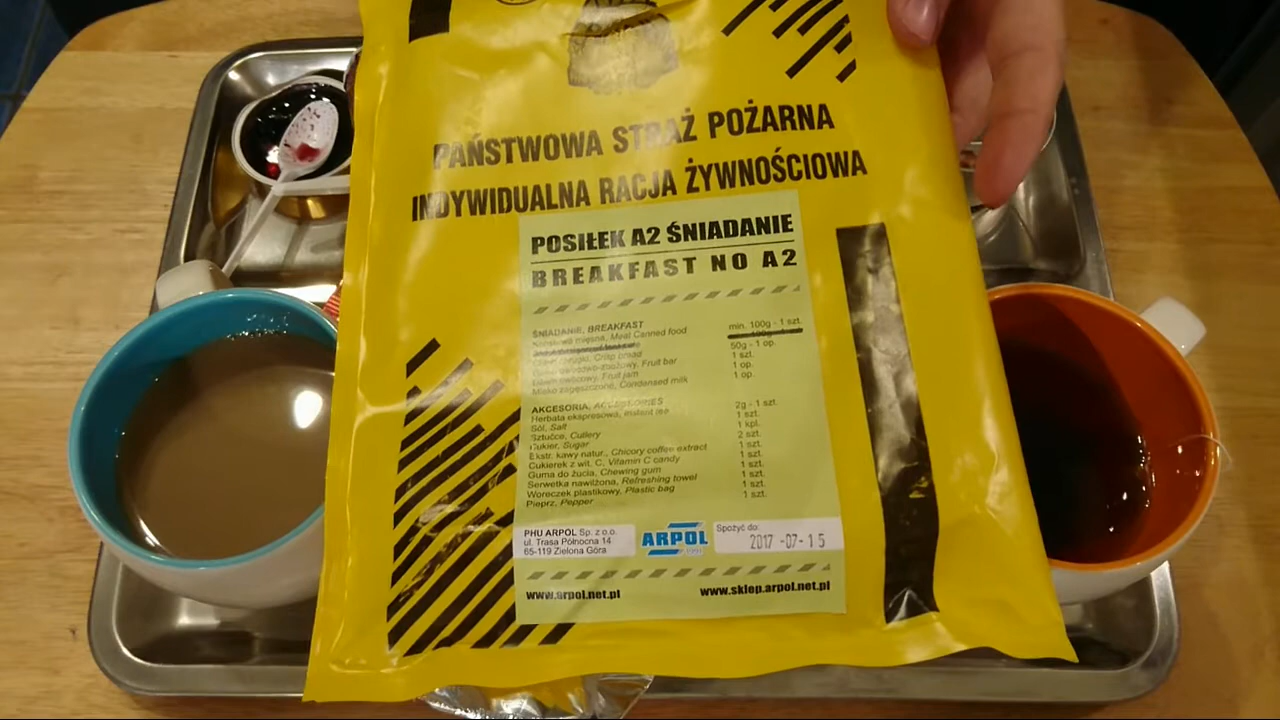 PAŃSTWOWA STRAŻ POŻARNA
INDYWIDUALNA RACJA ŻYWNOŚCIOWA
POSIŁEK A2 ŚNIADANIE
BREAKFAST NO A2
ŚNIADANIE, BREAKFAST
Konserwa mięsna, Meat Canned food min. 100g - 1 szt.
Crisp bread 50g - 1 op.
owocowo-zbożowy, Fruit bar 1 szt.
Dżem owocowy, Fruit jam 1 op.
Mleko zagęszczone, Condensed milk 1 op.
AKCESORIA, ACCESSORIES
Herbata ekspresowa, Instant tea 2g - 1 szt.
Sól, Salt 1 szt.
Sztućce, Cutlery 1 kpl.
Cukier, Sugar 2 szt.
Ekstr. kawy natur., Chicory coffee extract 1 szt.
Cukierek z wit. C, Vitamin C candy 1 szt.
Guma do żucia, Chewing gum 1 szt.
Serwetka nawilżona, Refreshing towel 1 szt.
Woreczek plastikowy, Plastic bag 1 szt.
Pieprz, Pepper 1 szt.
PHU ARPOL Sp. z o.o.
ul. Trasa Północna 14
65-119 Zielona Góra
ARPOL
Spożyć do:
2017 -07- 15
www.arpol.net.pl
www.sklep.arpol.net.pl